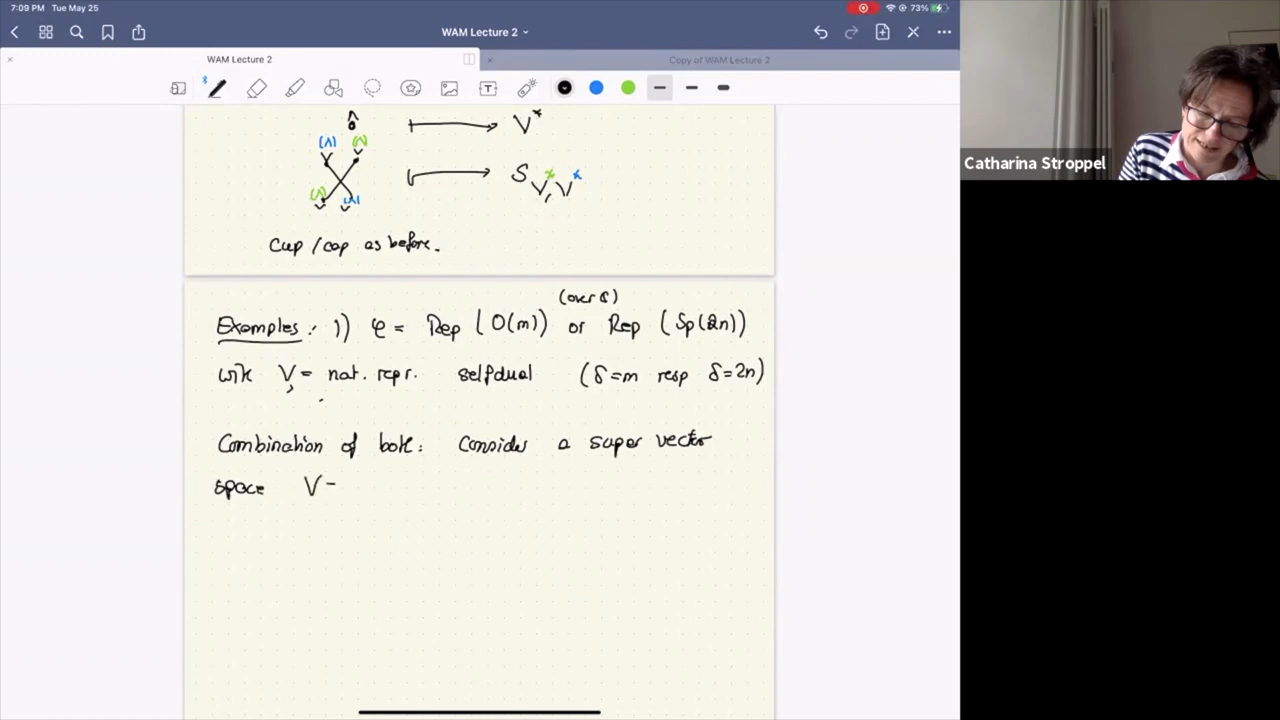 7:09 PM Tue May 25
73%
WAM Lecture 2
WAM Lecture 2
Copy of WAM Lecture 2
V*
S V*, V*
Cup / cap as before.
(over ℂ)
Examples: 1) 𝒞 = Rep (O(m)) or Rep (Sp(2n))
with V = nat. repr. selfdual (δ=m resp δ=2n)
Combination of both: Consider a super vector
space V =
Catharina Stroppel